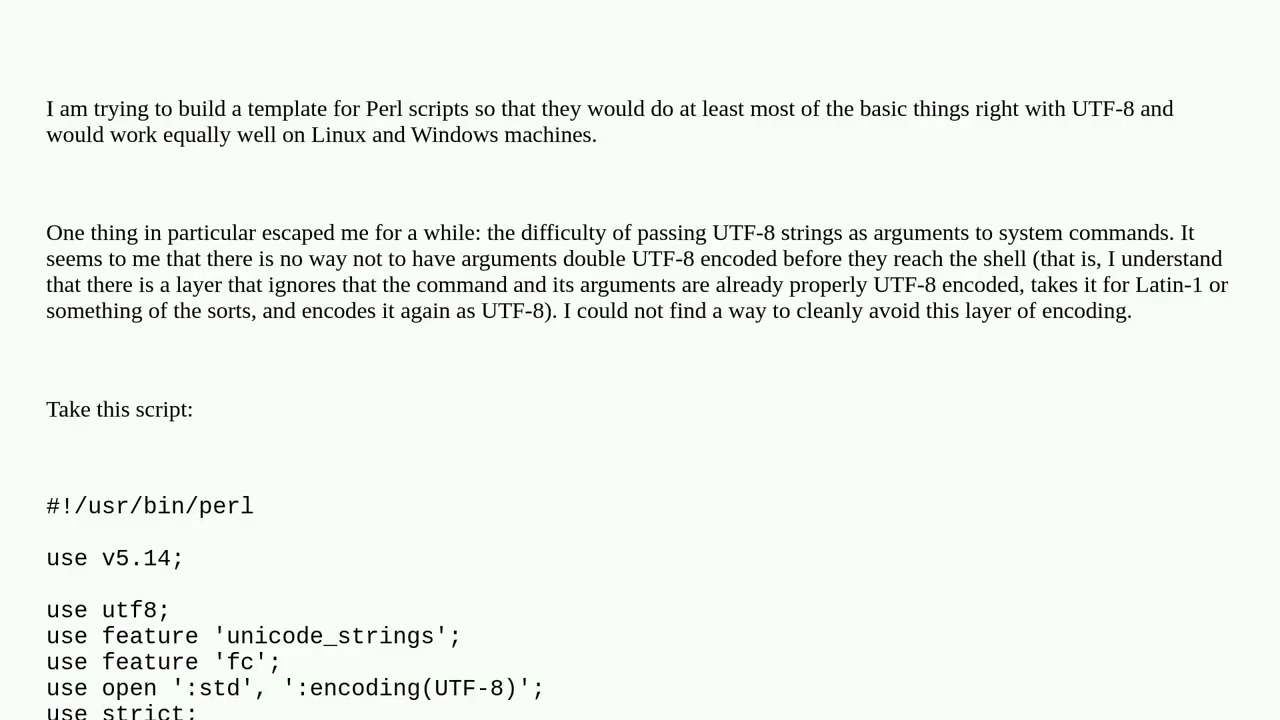 I am trying to build a template for Perl scripts so that they would do at least most of the basic things right with UTF-8 and
would work equally well on Linux and Windows machines.
One thing in particular escaped me for a while: the difficulty of passing UTF-8 strings as arguments to system commands. It
seems to me that there is no way not to have arguments double UTF-8 encoded before they reach the shell (that is, I understand
that there is a layer that ignores that the command and its arguments are already properly UTF-8 encoded, takes it for Latin-1 or
something of the sorts, and encodes it again as UTF-8). I could not find a way to cleanly avoid this layer of encoding.
Take this script:
#!/usr/bin/perl
use v5.14;
use utf8;
use feature 'unicode_strings';
use feature 'fc';
use open ':std', ':encoding(UTF-8)';
use strict;